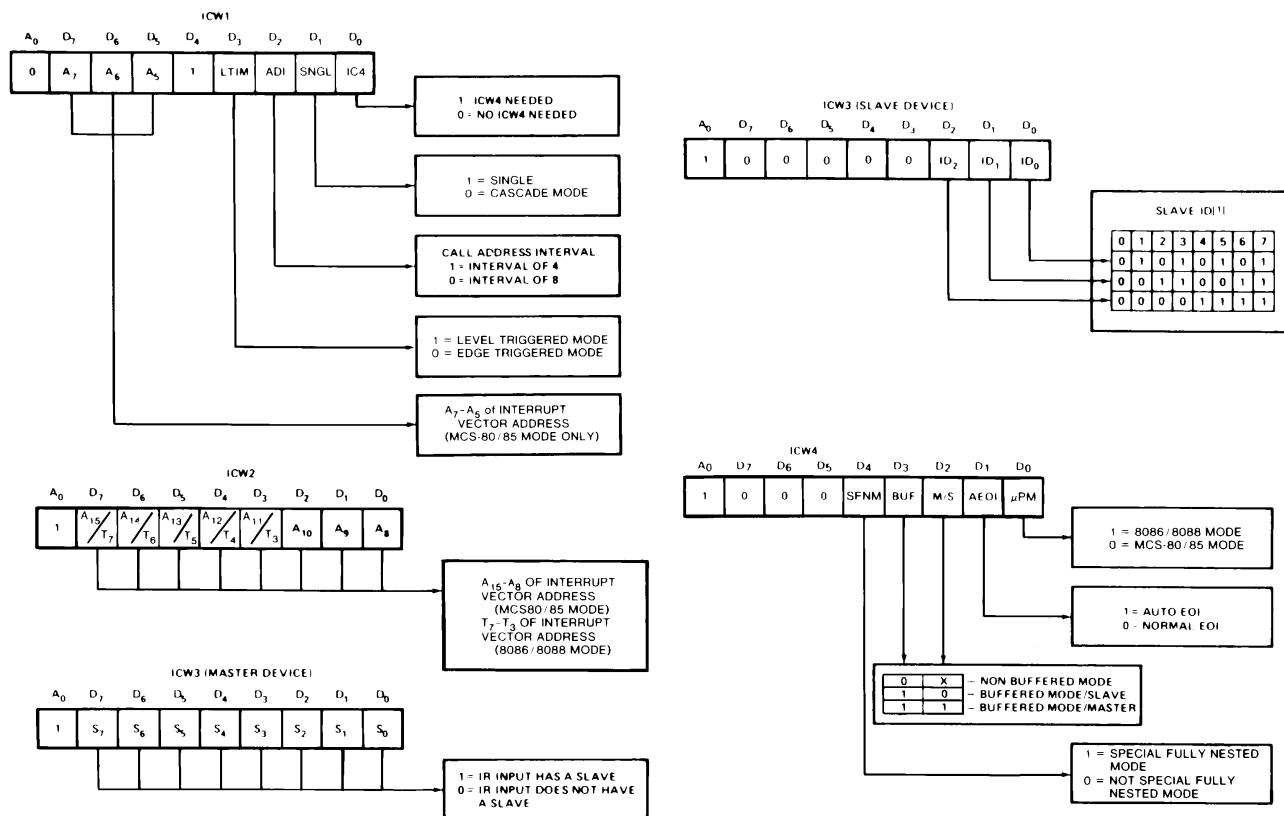 ICW1
A0 D7 D6 D5 D4 D3 D2 D1 D0
0 A7 A6 A5 1 LTIM ADI SNGL IC4
1 ICW4 NEEDED
0 = NO ICW4 NEEDED
1 = SINGLE
0 = CASCADE MODE
CALL ADDRESS INTERVAL
1 = INTERVAL OF 4
0 = INTERVAL OF 8
1 = LEVEL TRIGGERED MODE
0 = EDGE TRIGGERED MODE
A7-A5 of INTERRUPT
VECTOR ADDRESS
(MCS-80/85 MODE ONLY)
ICW2
A0 D7 D6 D5 D4 D3 D2 D1 D0
1 A15/T7 A14/T6 A13/T5 A12/T4 A11/T3 A10 A9 A8
A15-A8 OF INTERRUPT
VECTOR ADDRESS
(MCS80/85 MODE)
T7-T3 OF INTERRUPT
VECTOR ADDRESS
(8086/8088 MODE)
ICW3 (MASTER DEVICE)
A0 D7 D6 D5 D4 D3 D2 D1 D0
1 S7 S6 S5 S4 S3 S2 S1 S0
1 = IR INPUT HAS A SLAVE
0 = IR INPUT DOES NOT HAVE
A SLAVE
ICW3 (SLAVE DEVICE)
A0 D7 D6 D5 D4 D3 D2 D1 D0
1 0 0 0 0 0 ID2 ID1 ID0
SLAVE ID[1]
0 1 2 3 4 5 6 7
0 1 0 1 0 1 0 1
0 0 1 1 0 0 1 1
0 0 0 0 1 1 1 1
ICW4
A0 D7 D6 D5 D4 D3 D2 D1 D0
1 0 0 0 SFNM BUF M/S AEOI μPM
1 = 8086/8088 MODE
0 = MCS-80/85 MODE
1 = AUTO EOI
0 - NORMAL EOI
0 X - NON BUFFERED MODE
1 0 - BUFFERED MODE/SLAVE
1 1 - BUFFERED MODE/MASTER
1 = SPECIAL FULLY NESTED
MODE
0 = NOT SPECIAL FULLY
NESTED MODE